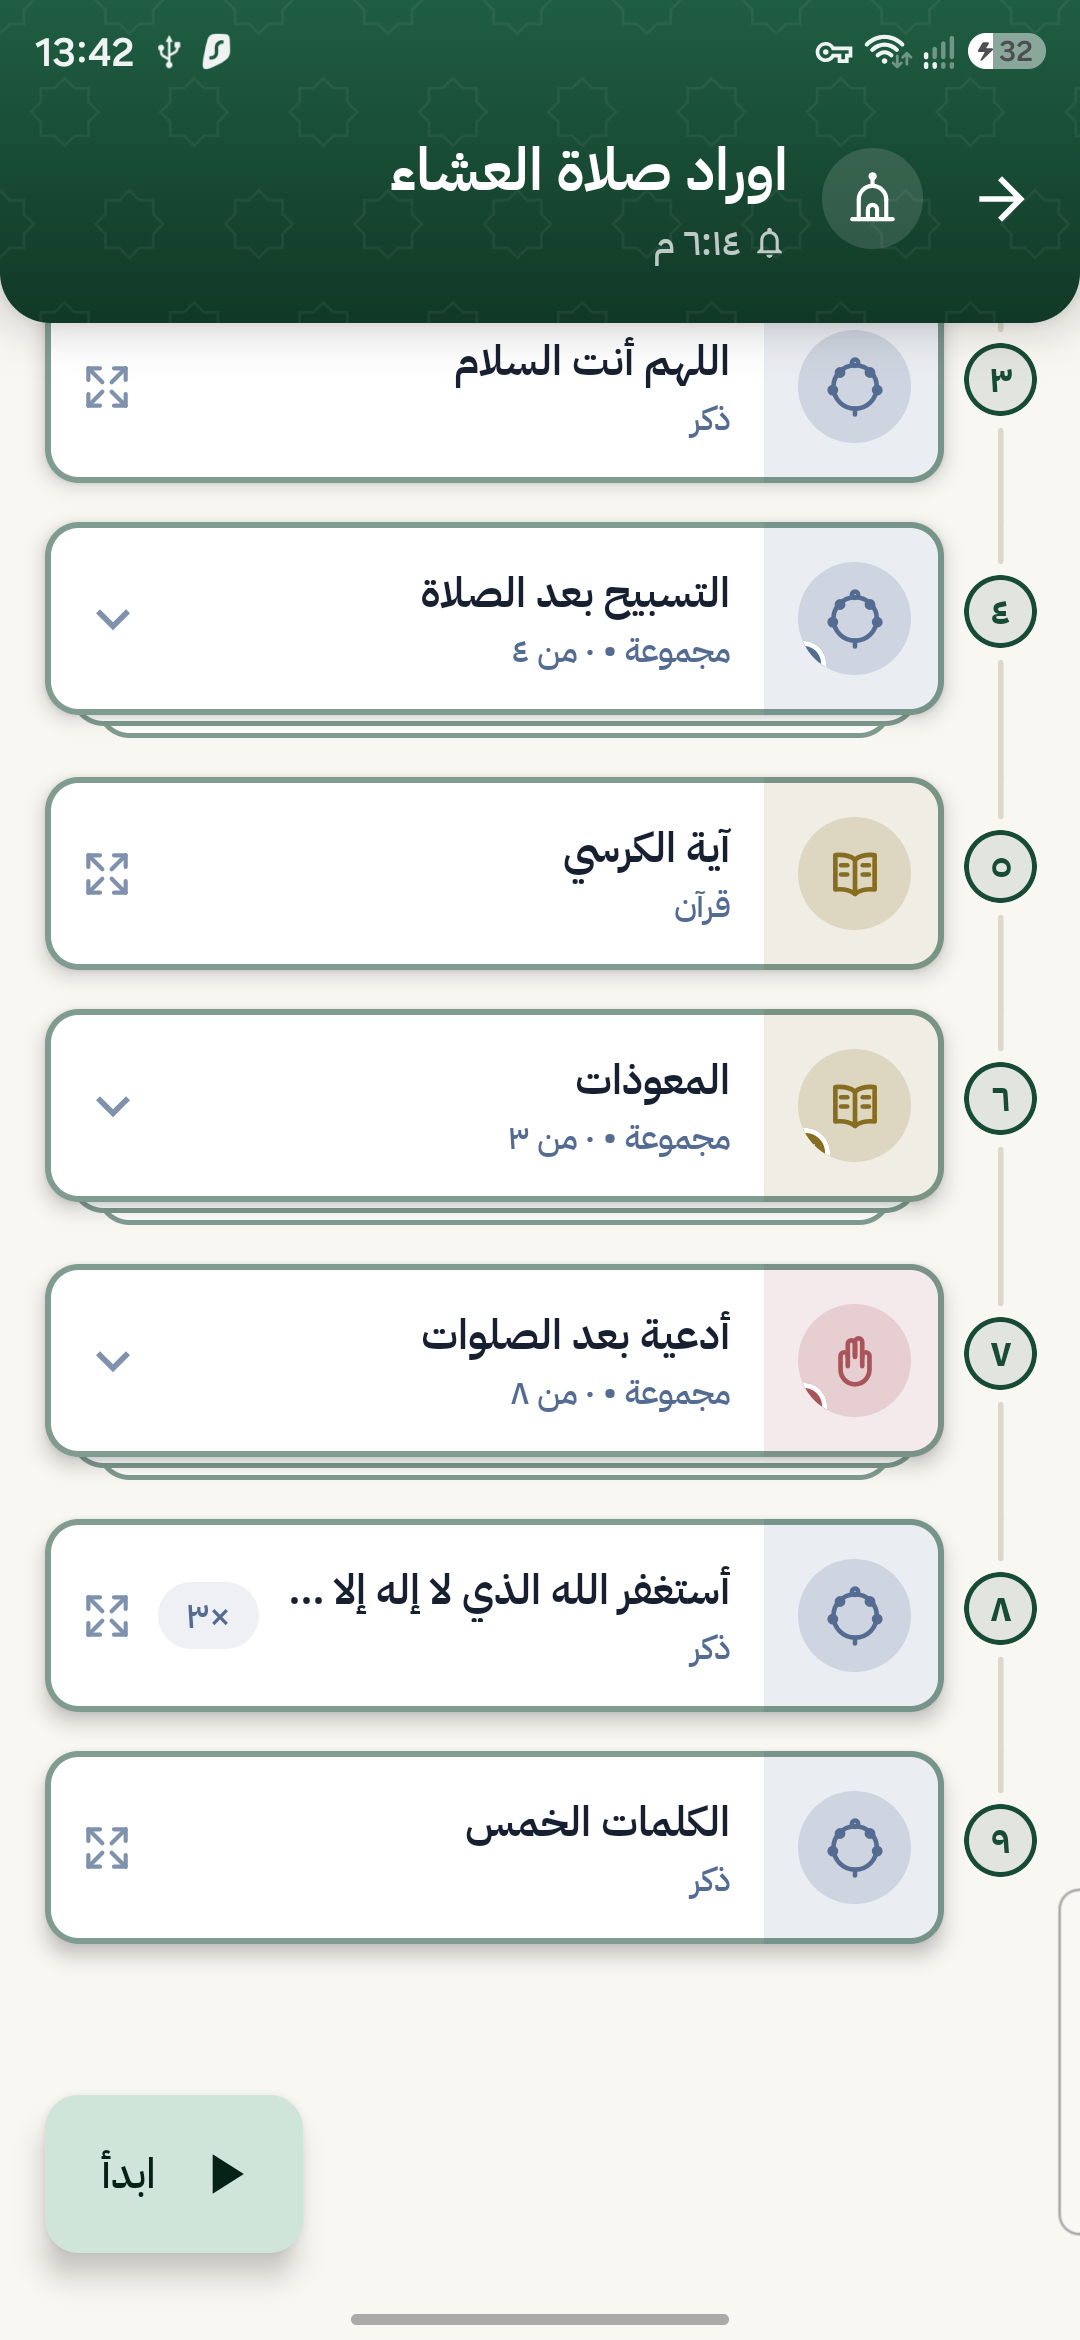 13:42
32
اوراد صلاة العشاء
٦:١٤ م
٣
اللهم أنت السلام
ذكر
٤
التسبيح بعد الصلاة
مجموعة • ٠ من ٤
٥
آية الكرسي
قرآن
٦
المعوذات
مجموعة • ٠ من ٣
٧
أدعية بعد الصلوات
مجموعة • ٠ من ٨
٨
أستغفر الله الذي لا إله إلا ...
×٣
ذكر
٩
الكلمات الخمس
ذكر
ابدأ